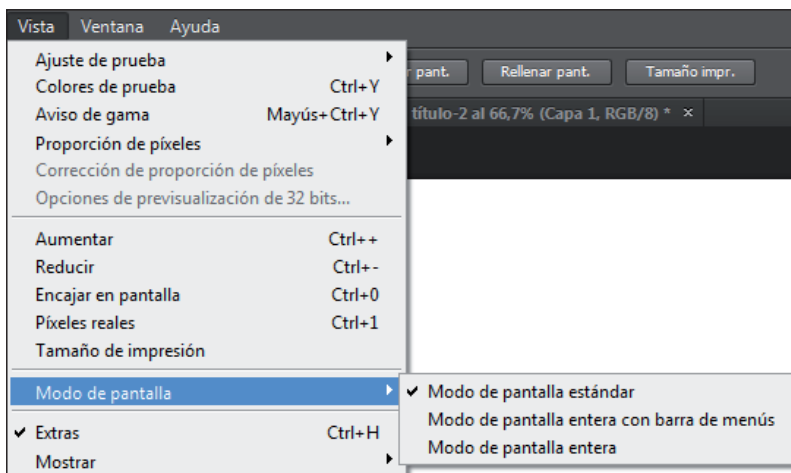 Vista Ventana Ayuda
Ajuste de prueba
pant. Rellenar pant. Tamaño impr.
Colores de prueba Ctrl+Y
Aviso de gama Mayús+Ctrl+Y
título-2 al 66,7% (Capa 1, RGB/8) * ×
Proporción de píxeles
Corrección de proporción de píxeles
Opciones de previsualización de 32 bits...
Aumentar Ctrl++
Reducir Ctrl+-
Encajar en pantalla Ctrl+0
Píxeles reales Ctrl+1
Tamaño de impresión
Modo de pantalla
Modo de pantalla estándar
Modo de pantalla entera con barra de menús
Modo de pantalla entera
Extras Ctrl+H
Mostrar